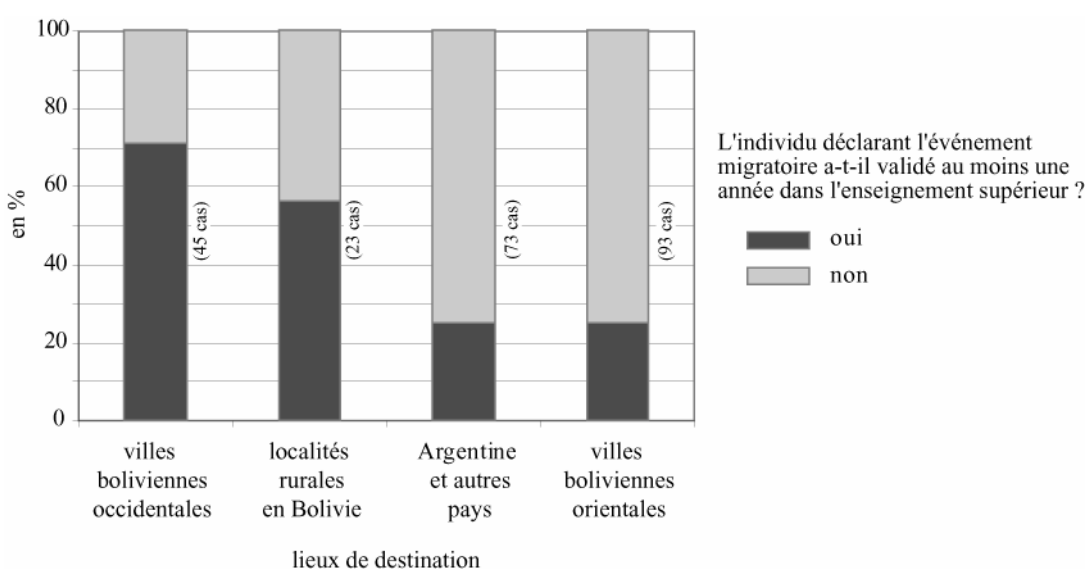 100
80
60
40
20
0
en %
(45 cas)
(23 cas)
(73 cas)
(93 cas)
villes
boliviennes
occidentales
localités
rurales
en Bolivie
Argentine
et autres
pays
villes
boliviennes
orientales
lieux de destination
L'individu déclarant l'événement
migratoire a-t-il validé au moins une
année dans l'enseignement supérieur ?
oui
non